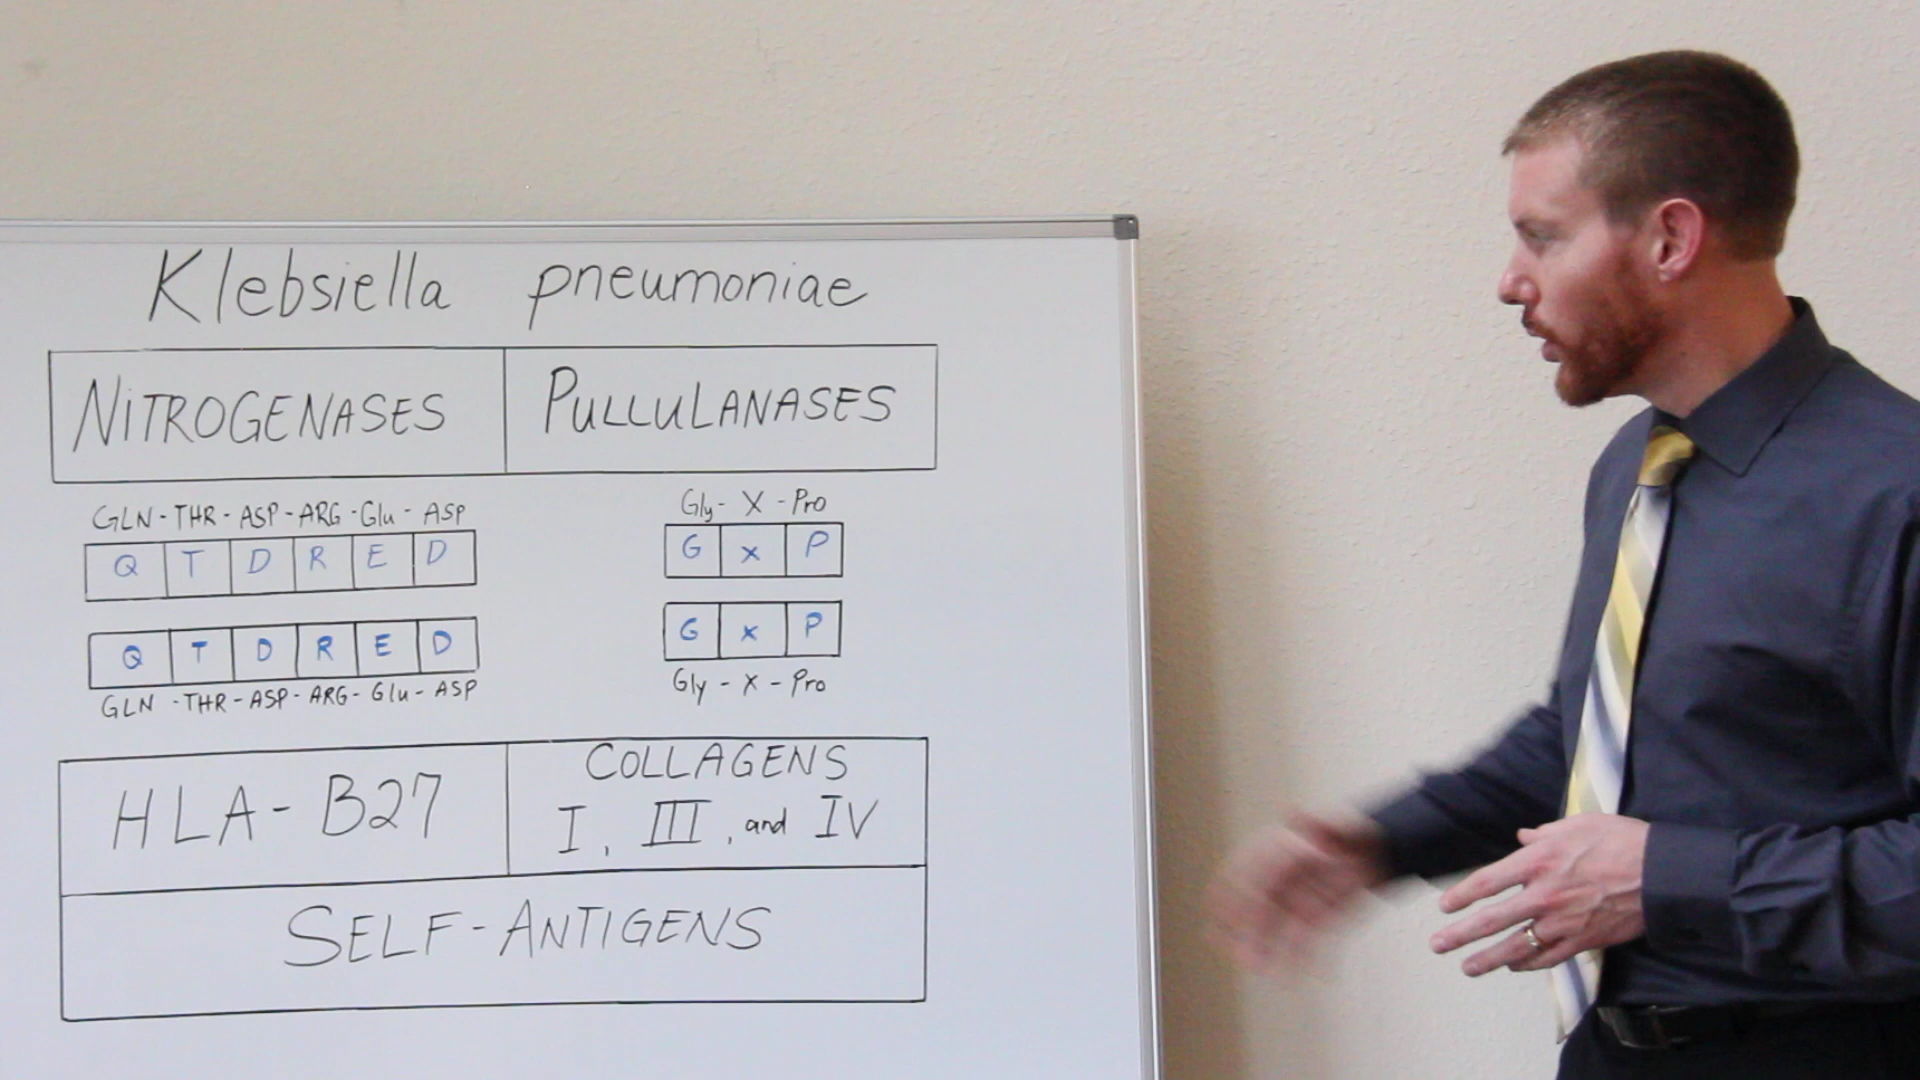 Klebsiella pneumoniae
NiTROGENASES PULLULANASES
GLN - THR - ASP - ARG - Glu - ASP
Q T D R E D
Q T D R E D
GLN - THR - ASP - ARG - Glu - ASP
Gly - X - Pro
G x P
G x P
Gly - X - Pro
HLA - B27
COLLAGENS
I, III, and IV
SELF - ANTIGENS